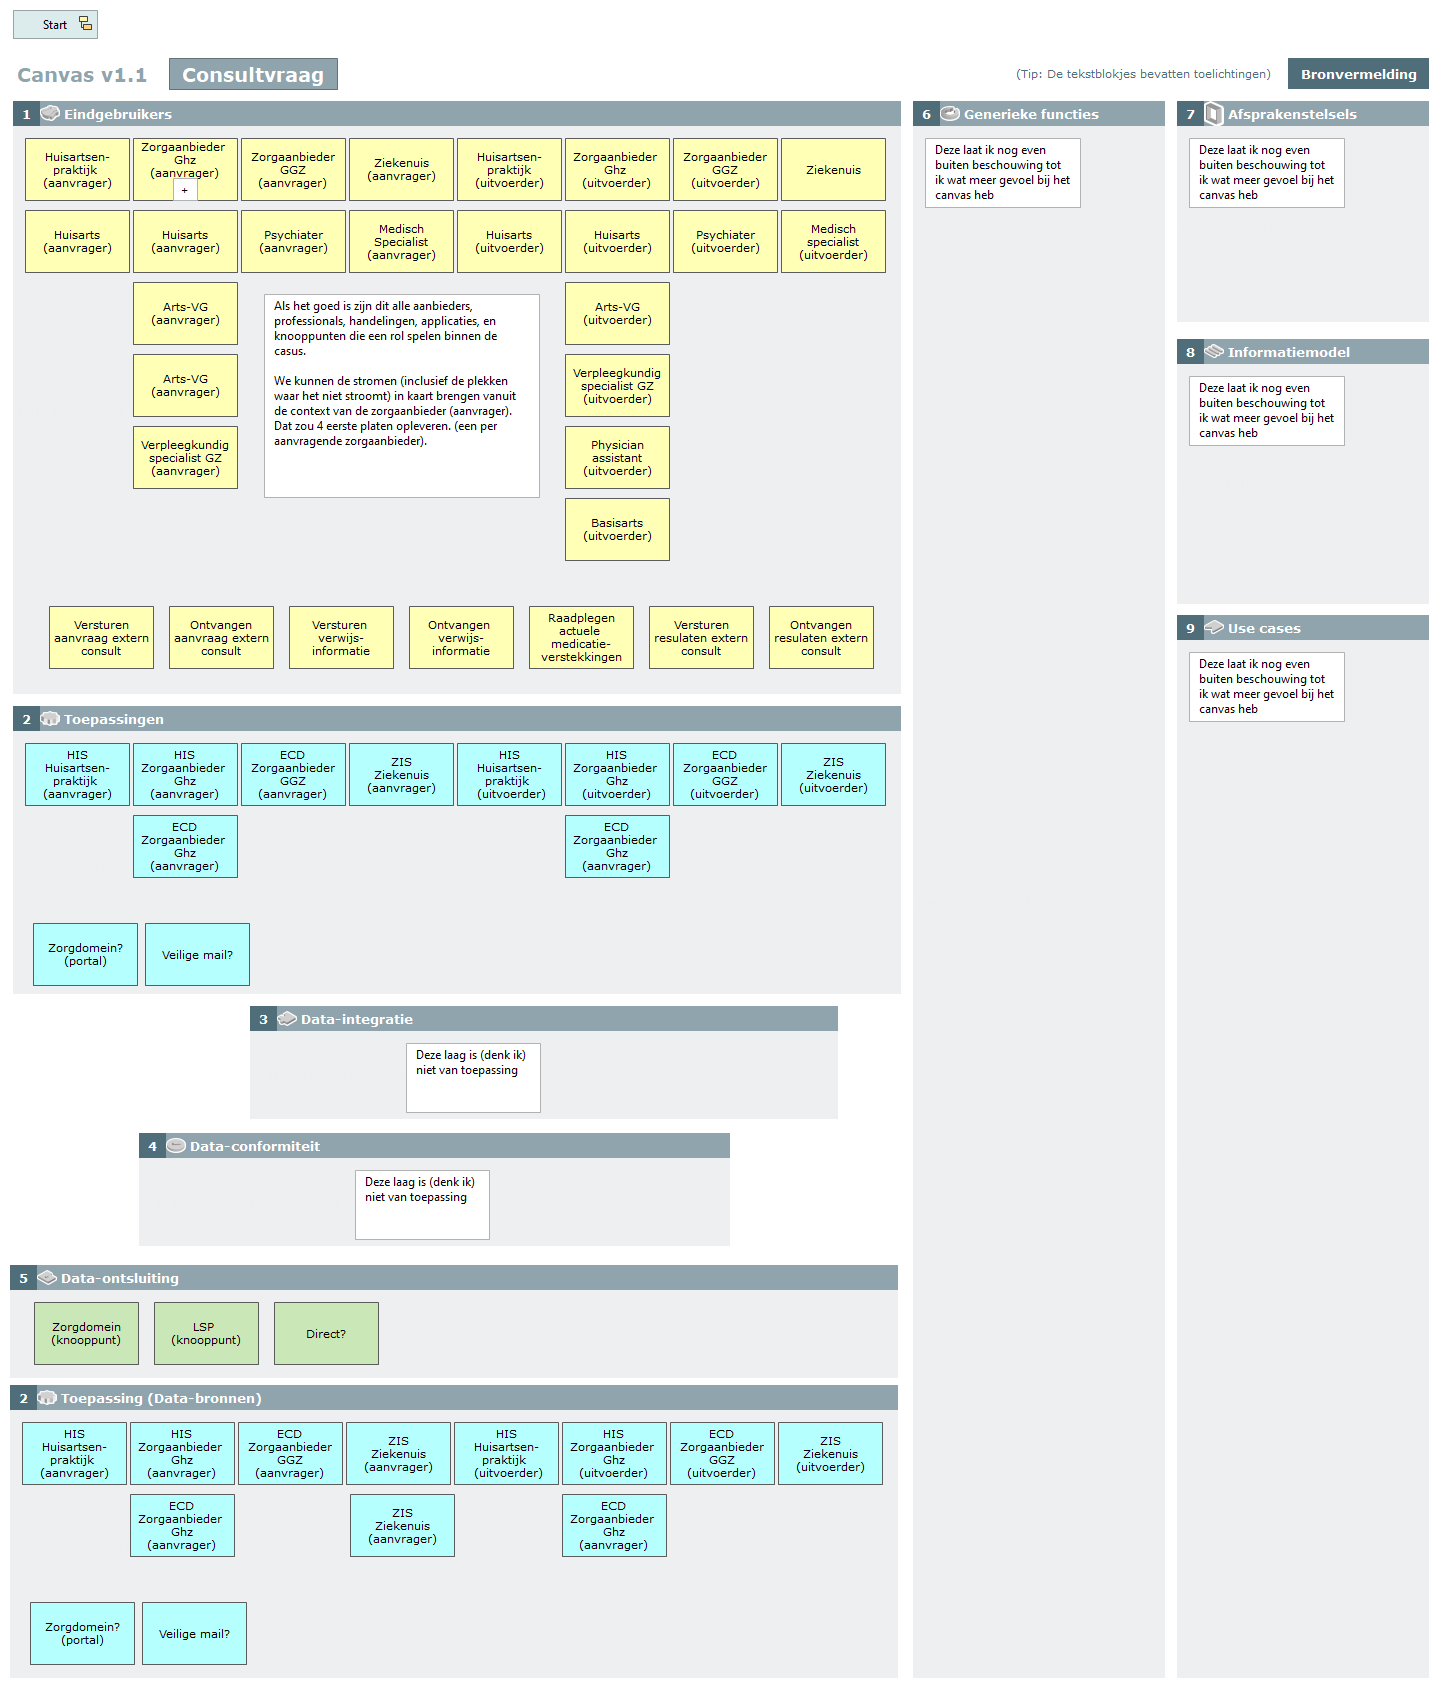 Start
Canvas v1.1
Consultvraag
(Tip: De tekstblokjes bevatten toelichtingen)
Bronvermelding
1 Eindgebruikers
Huisartsen-
praktijk
(aanvrager)
Zorgaanbieder
Ghz
(aanvrager)
+
Zorgaanbieder
GGZ
(aanvrager)
Ziekenuis
(aanvrager)
Huisartsen-
praktijk
(uitvoerder)
Zorgaanbieder
Ghz
(uitvoerder)
Zorgaanbieder
GGZ
(uitvoerder)
Ziekenuis
Huisarts
(aanvrager)
Huisarts
(aanvrager)
Psychiater
(aanvrager)
Medisch
Specialist
(aanvrager)
Huisarts
(uitvoerder)
Huisarts
(uitvoerder)
Psychiater
(uitvoerder)
Medisch
specialist
(uitvoerder)
Arts-VG
(aanvrager)
Arts-VG
(aanvrager)
Verpleegkundig
specialist GZ
(aanvrager)
Als het goed is zijn dit alle aanbieders,
professionals, handelingen, applicaties, en
knooppunten die een rol spelen binnen de
casus.
We kunnen de stromen (inclusief de plekken
waar het niet stroomt) in kaart brengen vanuit
de context van de zorgaanbieder (aanvrager).
Dat zou 4 eerste platen opleveren. (een per
aanvragende zorgaanbieder).
Arts-VG
(uitvoerder)
Verpleegkundig
specialist GZ
(uitvoerder)
Physician
assistant
(uitvoerder)
Basisarts
(uitvoerder)
Versturen
aanvraag extern
consult
Ontvangen
aanvraag extern
consult
Versturen
verwijs-
informatie
Ontvangen
verwijs-
informatie
Raadplegen
actuele
medicatie-
verstekkingen
Versturen
resulaten extern
consult
Ontvangen
resulaten extern
consult
2 Toepassingen
HIS
Huisartsen-
praktijk
(aanvrager)
HIS
Zorgaanbieder
Ghz
(aanvrager)
ECD
Zorgaanbieder
GGZ
(aanvrager)
ZIS
Ziekenuis
(aanvrager)
HIS
Huisartsen-
praktijk
(uitvoerder)
HIS
Zorgaanbieder
Ghz
(uitvoerder)
ECD
Zorgaanbieder
GGZ
(uitvoerder)
ZIS
Ziekenuis
(uitvoerder)
ECD
Zorgaanbieder
Ghz
(aanvrager)
ECD
Zorgaanbieder
Ghz
(aanvrager)
Zorgdomein?
(portal)
Veilige mail?
3 Data-integratie
Deze laag is (denk ik)
niet van toepassing
4 Data-conformiteit
Deze laag is (denk ik)
niet van toepassing
5 Data-ontsluiting
Zorgdomein
(knooppunt)
LSP
(knooppunt)
Direct?
2 Toepassing (Data-bronnen)
HIS
Huisartsen-
praktijk
(aanvrager)
HIS
Zorgaanbieder
Ghz
(aanvrager)
ECD
Zorgaanbieder
GGZ
(aanvrager)
ZIS
Ziekenuis
(aanvrager)
HIS
Huisartsen-
praktijk
(uitvoerder)
HIS
Zorgaanbieder
Ghz
(uitvoerder)
ECD
Zorgaanbieder
GGZ
(uitvoerder)
ZIS
Ziekenuis
(uitvoerder)
ECD
Zorgaanbieder
Ghz
(aanvrager)
ZIS
Ziekenuis
(aanvrager)
ECD
Zorgaanbieder
Ghz
(aanvrager)
Zorgdomein?
(portal)
Veilige mail?
6 Generieke functies
Deze laat ik nog even
buiten beschouwing tot
ik wat meer gevoel bij het
canvas heb
7 Afsprakenstelsels
Deze laat ik nog even
buiten beschouwing tot
ik wat meer gevoel bij het
canvas heb
8 Informatiemodel
Deze laat ik nog even
buiten beschouwing tot
ik wat meer gevoel bij het
canvas heb
9 Use cases
Deze laat ik nog even
buiten beschouwing tot
ik wat meer gevoel bij het
canvas heb